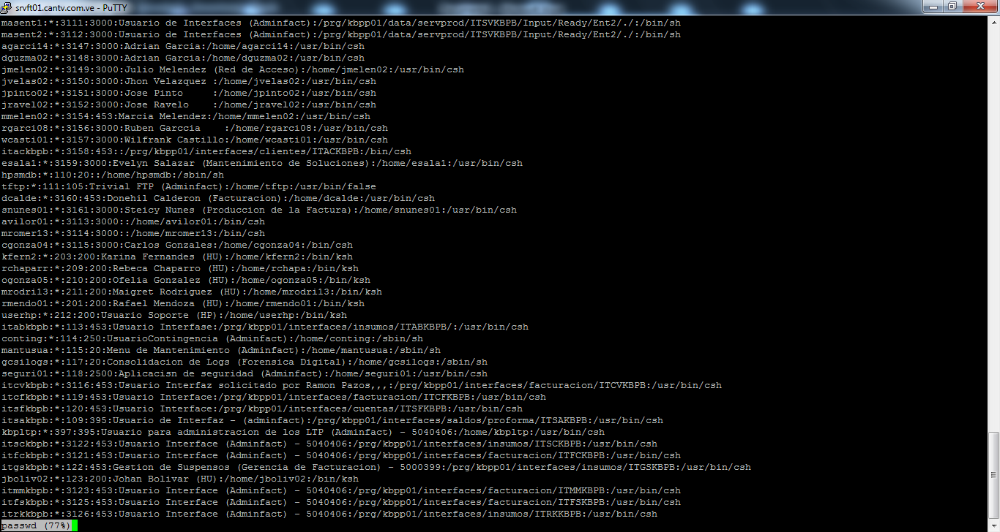 srvft01.cantv.com.ve - PuTTY
masent1:*:3111:3000:Usuario de Interfaces (Adminfact):/prg/kbpp01/data/servprod/ITSVKBPB/Input/Ready/Ent2/./:/bin/sh
masent2:*:3112:3000:Usuario de Interfaces (Adminfact):/prg/kbpp01/data/servprod/ITSVKBPB/Input/Ready/Ent2/./:/bin/sh
agarci14:*:3147:3000:Adrian Garcia:/home/agarci14:/usr/bin/csh
dguzma02:*:3148:3000:Adrian Garcia:/home/dguzma02:/usr/bin/csh
jmelen02:*:3149:3000:Julio Melendez (Red de Acceso):/home/jmelen02:/usr/bin/csh
jvelas02:*:3150:3000:Jhon Velazquez :/home/jvelas02:/usr/bin/csh
jpinto02:*:3151:3000:Jose Pinto     :/home/jpinto02:/usr/bin/csh
jravel02:*:3152:3000:Jose Ravelo    :/home/jravel02:/usr/bin/csh
mmelen02:*:3154:453:Marcia Melendez:/home/mmelen02:/usr/bin/csh
rgarci08:*:3156:3000:Ruben Garccia    :/home/rgarci08:/usr/bin/csh
wcasti01:*:3157:3000:Wilfrank Castillo:/home/wcasti01:/usr/bin/csh
itackbpb:*:3158:453::/prg/kbpp01/interfaces/clientes/ITACKBPB:/bin/csh
esala1:*:3159:3000:Evelyn Salazar (Mantenimiento de Soluciones):/home/esala1:/usr/bin/csh
hpsmdb:*:110:20::/home/hpsmdb:/sbin/sh
tftp:*:111:105:Trivial FTP (Adminfact):/home/tftp:/usr/bin/false
dcalde:*:3160:453:Donehil Calderon (Facturacion):/home/dcalde:/usr/bin/csh
snunes01:*:3161:3000:Steicy Nunes (Produccion de la Factura):/home/snunes01:/usr/bin/csh
avilor01:*:3113:3000::/home/avilor01:/bin/csh
mromer13:*:3114:3000::/home/mromer13:/bin/csh
cgonza04:*:3115:3000:Carlos Gonzales:/home/cgonza04:/bin/csh
kfern2:*:203:200:Karina Fernandes (HU):/home/kfern2:/bin/ksh
rchaparr:*:209:200:Rebeca Chaparro (HU):/home/rchapa:/bin/ksh
ogonza05:*:210:200:Ofelia Gonzalez (HU):/home/ogonza05:/bin/ksh
mrodri13:*:211:200:Maigret Rodriguez (HU):/home/mrodri13:/bin/ksh
rmendo01:*:201:200:Rafael Mendoza (HU):/home/rmendo01:/bin/ksh
userhp:*:212:200:Usuario Soporte (HP):/home/userhp:/bin/ksh
itabkbpb:*:113:453:Usuario Interfase:/prg/kbpp01/interfaces/insumos/ITABKBPB/:/usr/bin/csh
conting:*:114:250:UsuarioContingencia (Adminfact):/home/conting:/sbin/sh
mantusua:*:115:20:Menu de Mantenimiento (Adminfact):/home/mantusua:/sbin/sh
gcsilogs:*:117:20:Consolidacion de Logs (Forensica Digital):/home/gcsilogs:/sbin/sh
seguri01:*:118:2500:Aplicacisn de seguridad (Adminfact):/home/seguri01:/usr/bin/csh
itcvkbpb:*:3116:453:Usuario Interfaz solicitado por Ramon Pazos,,,:/prg/kbpp01/interfaces/facturacion/ITCVKBPB:/usr/bin/csh
itcfkbpb:*:119:453:Usuario Interface:/prg/kbpp01/interfaces/facturacion/ITCFKBPB:/usr/bin/csh
itsfkbpb:*:120:453:Usuario Interface:/prg/kbpp01/interfaces/cuentas/ITSFKBPB:/usr/bin/csh
itsakbpb:*:109:395:Usuario de Interfaz - (adminfact):/prg/kbpp01/interfaces/saldos/proforma/ITSAKBPB:/usr/bin/csh
kbpltp:*:397:395:Usuario para administracion de los LTP (Adminfact) - 5040406:/home/kbpltp:/usr/bin/csh
itsckbpb:*:3122:453:Usuario Interface (Adminfact) - 5040406:/prg/kbpp01/interfaces/insumos/ITSCKBPB:/usr/bin/csh
itfckbpb:*:3121:453:Usuario Interface (Adminfact) - 5040406:/prg/kbpp01/interfaces/facturacion/ITFCKBPB:/usr/bin/csh
itgskbpb:*:122:453:Gestion de Suspensos (Gerencia de Facturacion) - 5000399:/prg/kbpp01/interfaces/insumos/ITGSKBPB:/usr/bin/csh
jboliv02:*:123:200:Johan Bolivar (HU):/home/jboliv02:/bin/ksh
itmmkbpb:*:3123:453:Usuario Interface (Adminfact) - 5040406:/prg/kbpp01/interfaces/facturacion/ITMMKBPB:/usr/bin/csh
itfskbpb:*:3125:453:Usuario Interface (Adminfact) - 5040406:/prg/kbpp01/interfaces/facturacion/ITFSKBPB:/usr/bin/csh
itrkkbpb:*:3126:453:Usuario Interface (Adminfact) - 5040406:/prg/kbpp01/interfaces/insumos/ITRKKBPB:/usr/bin/csh
passwd (77%)